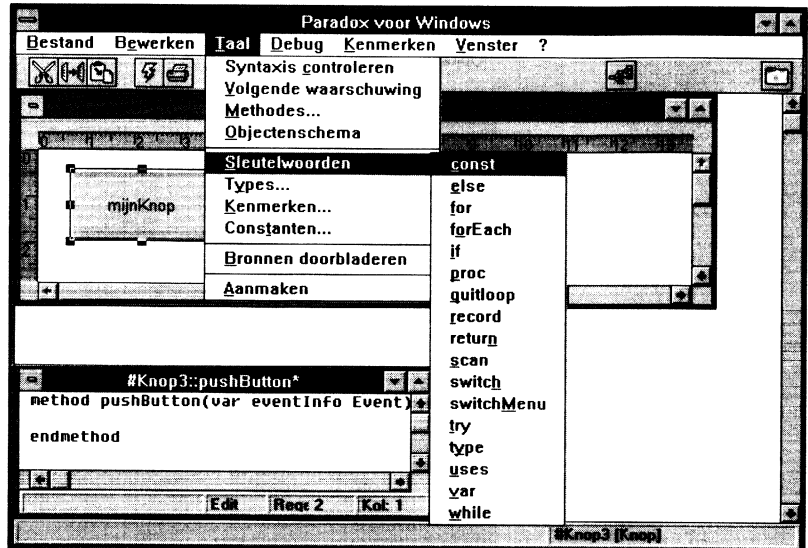 Paradox voor Windows
Bestand Bewerken Taal Debug Kenmerken Venster ?
Syntaxis controleren
Volgende waarschuwing
Methodes...
Objectenschema
Sleutelwoorden
Types...
Kenmerken...
Constanten...
Bronnen doorbladeren
Aanmaken
const
else
for
forEach
if
proc
quitloop
record
return
scan
switch
switchMenu
try
type
uses
var
while
mijnKnop
#Knop3::pushButton*
method pushButton(var eventInfo Event)
endmethod
Edit Rege 2 Kol: 1
#Knop3 [Knop]